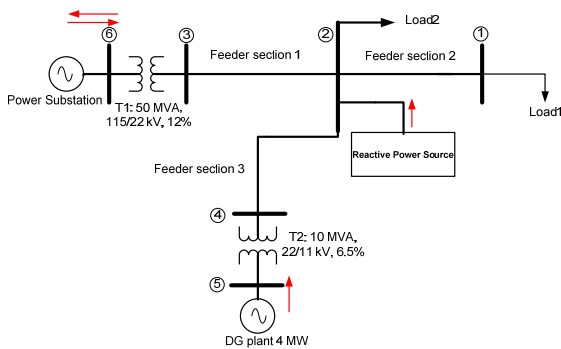 ②
Load2
①
⑥
③
Feeder section 1
Feeder section 2
Power Substation
T1: 50 MVA,
115/22 kV, 12%
Load1
Reactive Power Source
Feeder section 3
④
T2: 10 MVA,
22/11 kV, 6.5%
⑤
DG plant 4 MW